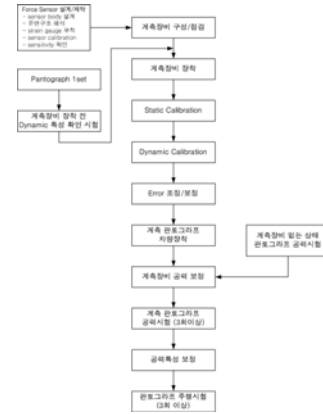 Force Sensor 설계/제작
- sensor body 설계
- 주변구조 해석
- strain gauge 부착
- sensor calibration
- sensitivity 확인
계측장비 구성/점검
계측장비 장착
Pantograph 1set
계측장비 장착 전
Dynamic 특성 확인 시험
Static Calibration
Dynamic Calibration
Error 조정/보정
계측 판토그라프
차량장착
계측장비 없는 상태
판토그라프 공력시험
계측장비 공력 보정
계측 판토그라프
공력시험 (3회이상)
공력특성 보정
판토그라프 주행시험
(3회 이상)